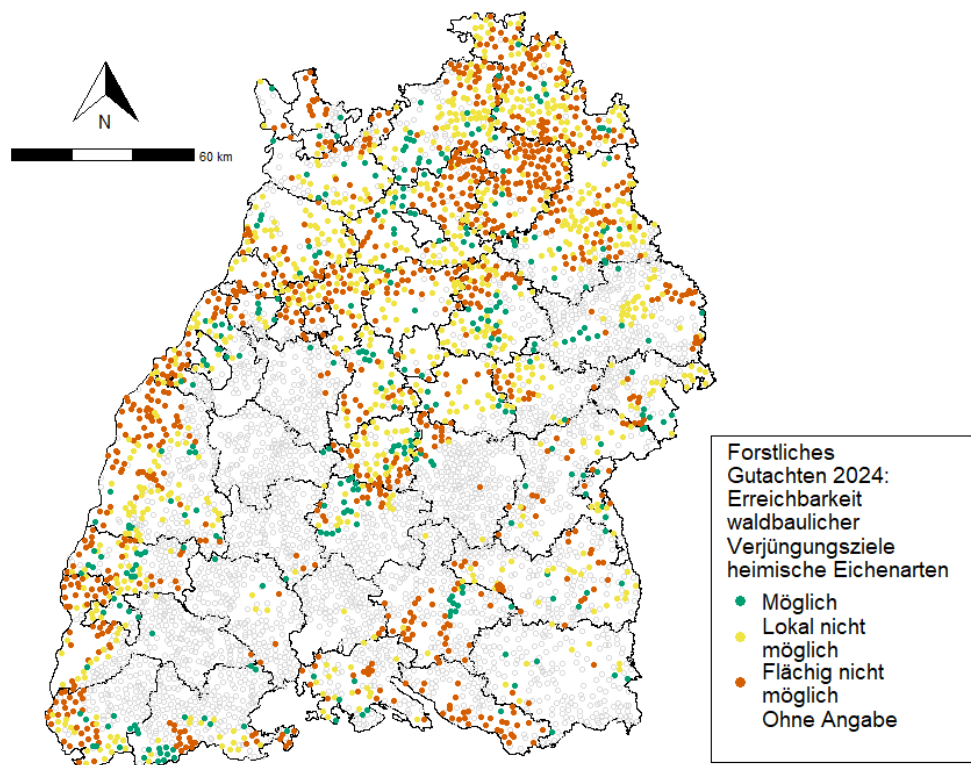 N
60 km
Forstliches
Gutachten 2024:
Erreichbarkeit
waldbaulicher
Verjüngungsziele
heimische Eichenarten
Möglich
Lokal nicht
möglich
Flächig nicht
möglich
Ohne Angabe